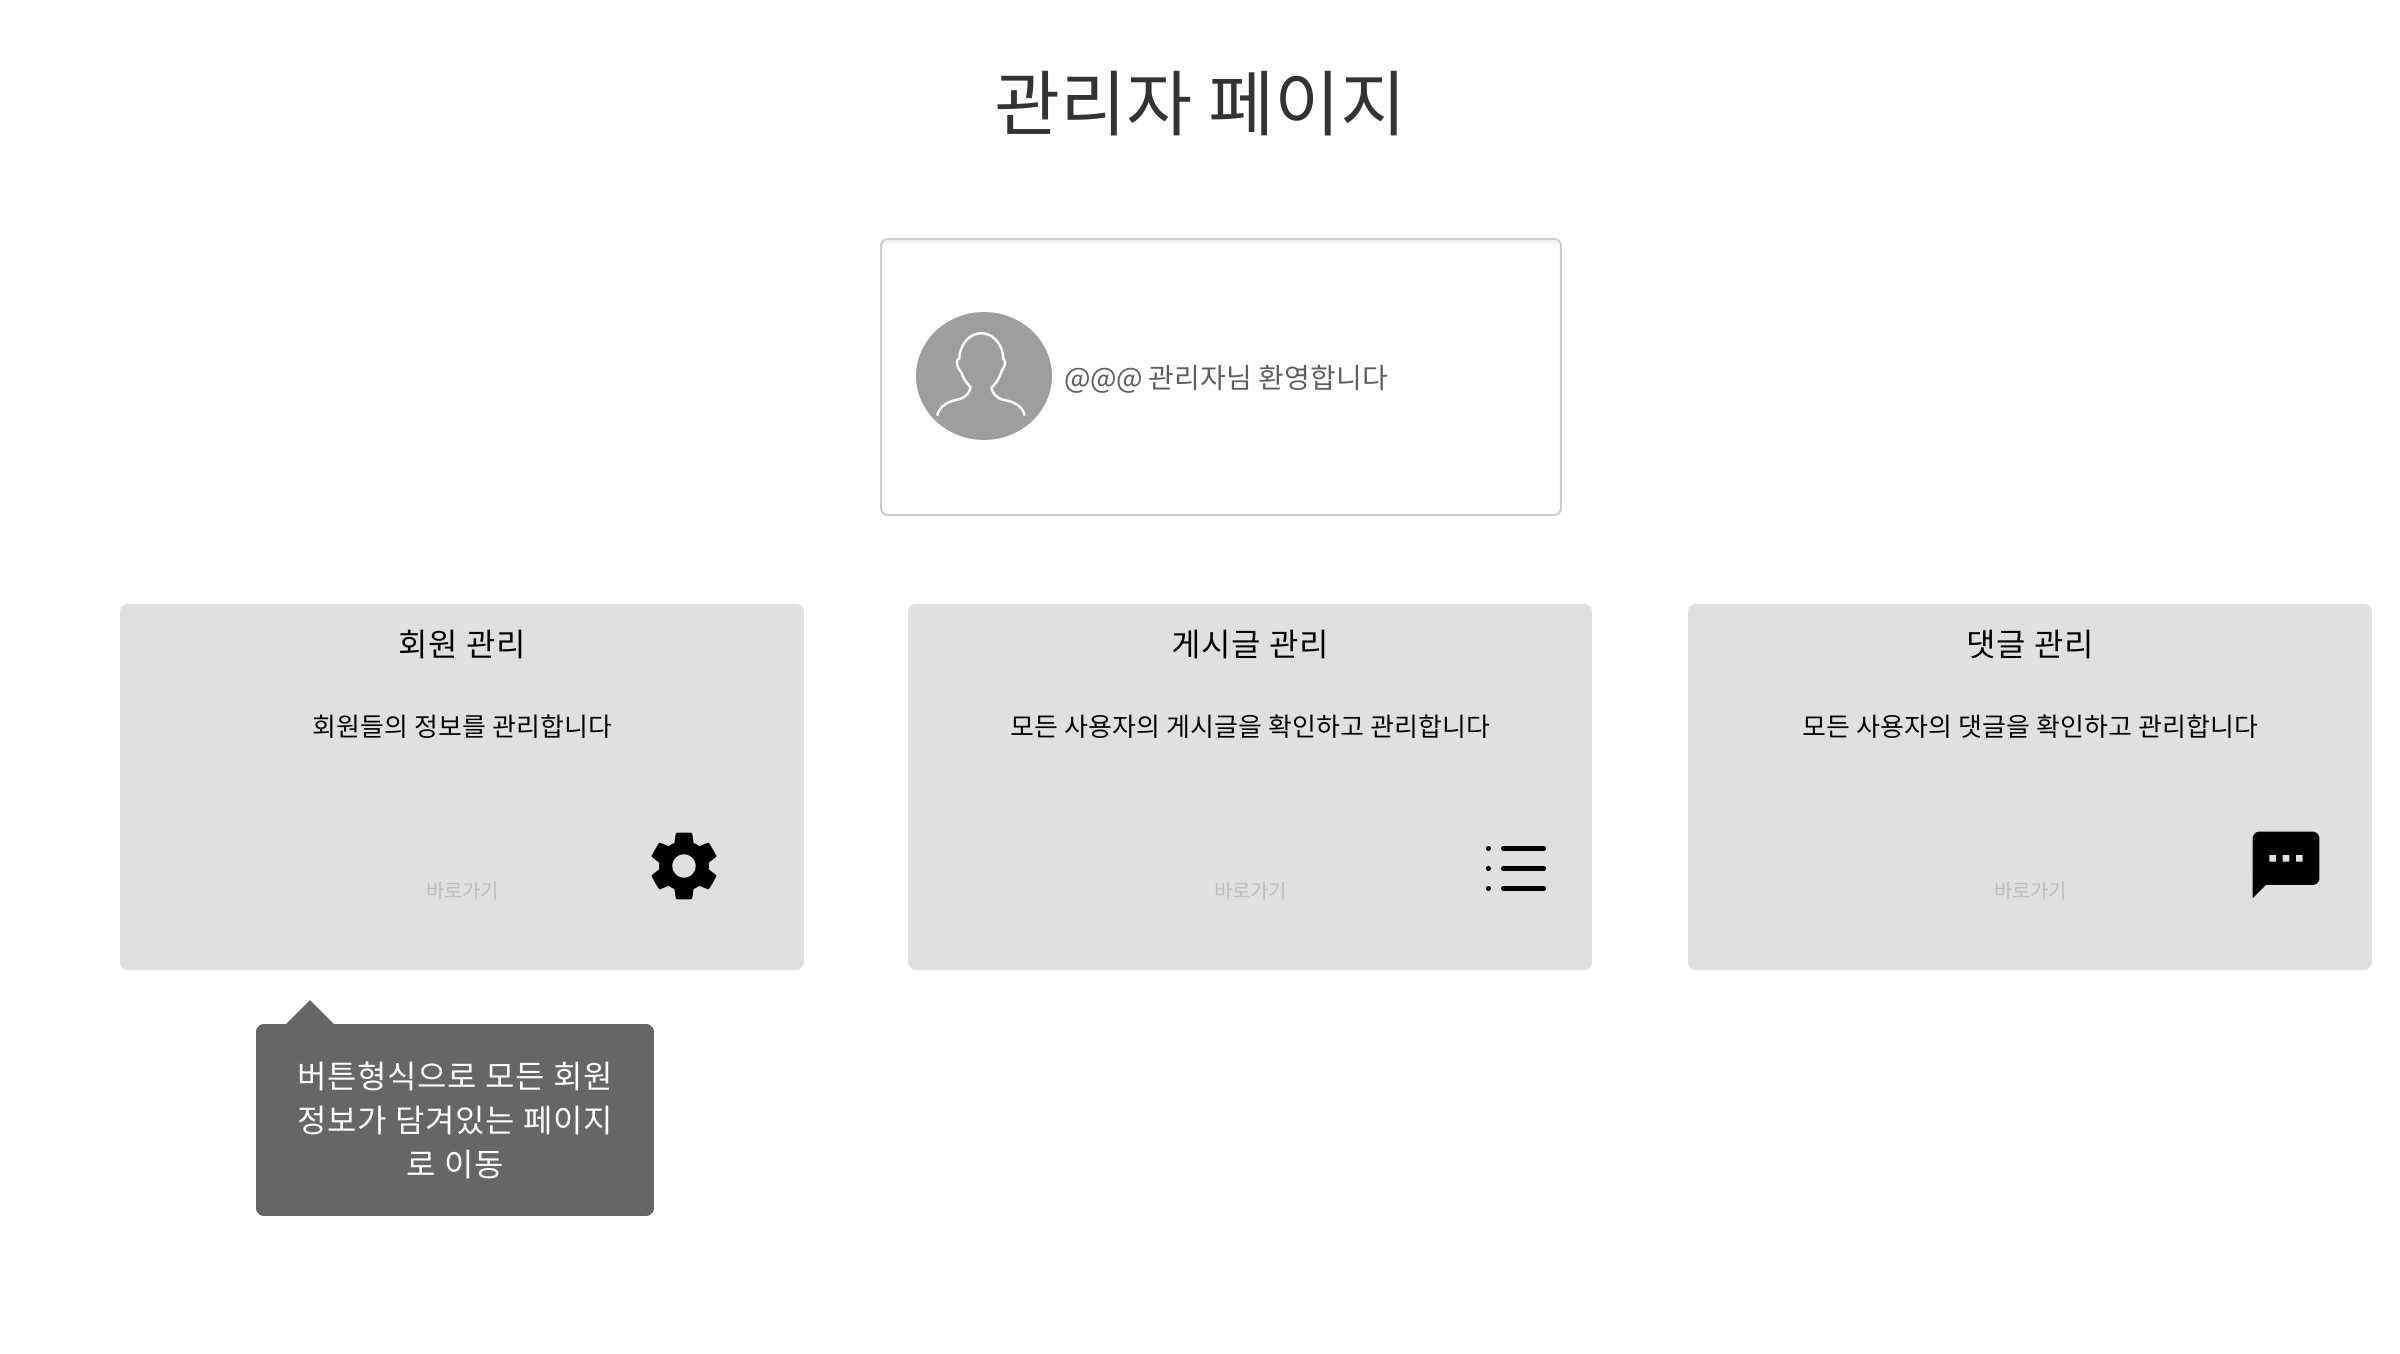 관리자 페이지
@@@ 관리자님 환영합니다
회원 관리
회원들의 정보를 관리합니다
바로가기
게시글 관리
모든 사용자의 게시글을 확인하고 관리합니다
바로가기
댓글 관리
모든 사용자의 댓글을 확인하고 관리합니다
바로가기
버튼형식으로 모든 회원
정보가 담겨있는 페이지
로 이동